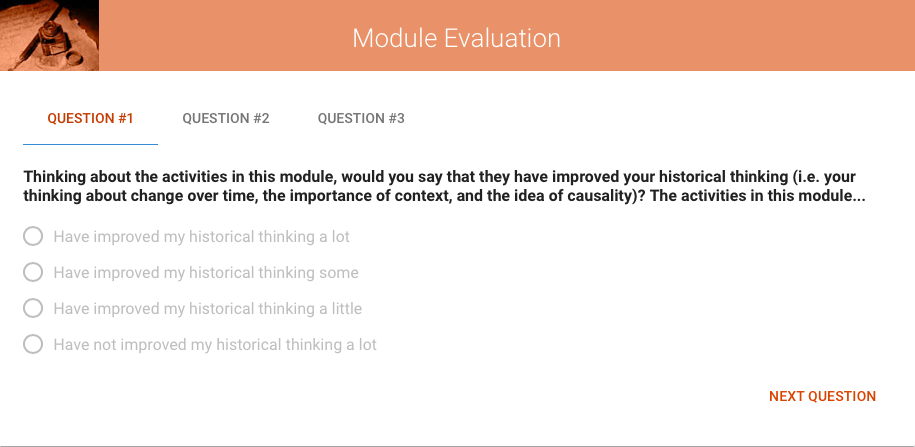 Module Evaluation
QUESTION #1
QUESTION #2
QUESTION #3
Thinking about the activities in this module, would you say that they have improved your historical thinking (i.e. your
thinking about change over time, the importance of context, and the idea of causality)? The activities in this module...
Have improved my historical thinking a lot
Have improved my historical thinking some
Have improved my historical thinking a little
Have not improved my historical thinking a lot
NEXT QUESTION